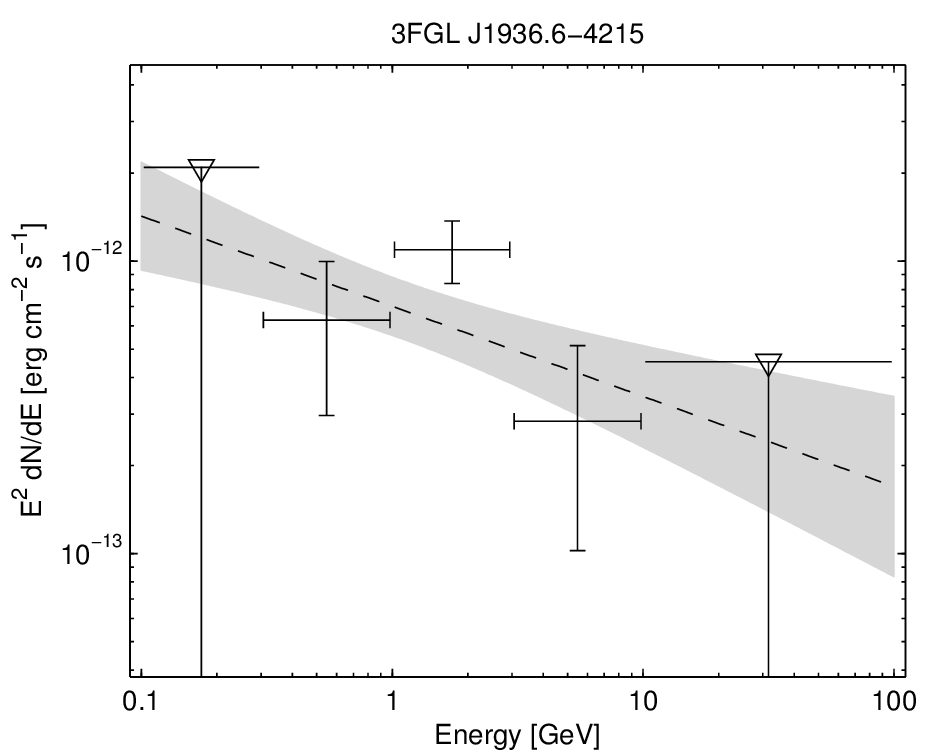 3FGL J1936.6−4215
E² dN/dE [erg cm⁻² s⁻¹]
10⁻¹²
10⁻¹³
0.1 1 10 100
Energy [GeV]